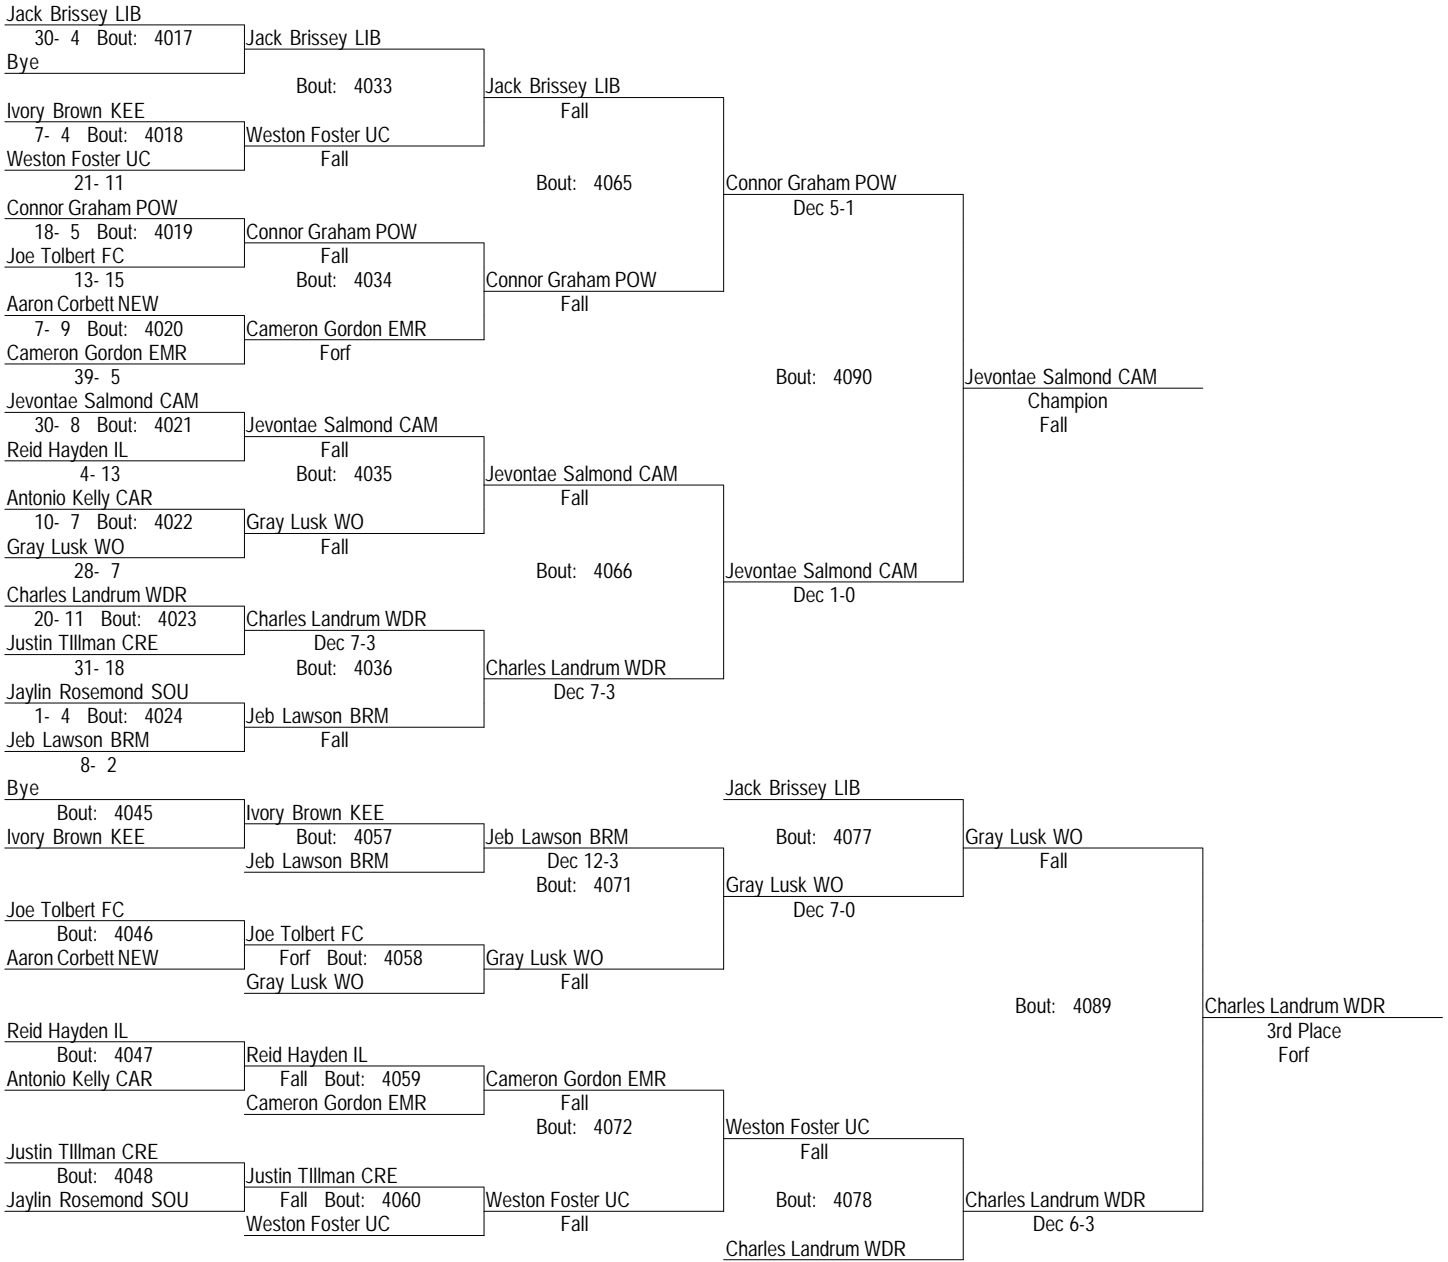 Jack Brissey LIB
30- 4 Bout: 4017 Jack Brissey LIB
Bye
Bout: 4033 Jack Brissey LIB
Ivory Brown KEE Fall
7- 4 Bout: 4018 Weston Foster UC
Weston Foster UC Fall
21- 11 Bout: 4065 Connor Graham POW
Connor Graham POW Dec 5-1
18- 5 Bout: 4019 Connor Graham POW
Joe Tolbert FC Fall
13- 15 Bout: 4034 Connor Graham POW
Aaron Corbett NEW Fall
7- 9 Bout: 4020 Cameron Gordon EMR
Cameron Gordon EMR Forf
39- 5 Bout: 4090 Jevontae Salmond CAM
Jevontae Salmond CAM Champion
30- 8 Bout: 4021 Jevontae Salmond CAM Fall
Reid Hayden IL Fall
4- 13 Bout: 4035 Jevontae Salmond CAM
Antonio Kelly CAR Fall
10- 7 Bout: 4022 Gray Lusk WO
Gray Lusk WO Fall
28- 7 Bout: 4066 Jevontae Salmond CAM
Charles Landrum WDR Dec 1-0
20- 11 Bout: 4023 Charles Landrum WDR
Justin TIllman CRE Dec 7-3
31- 18 Bout: 4036 Charles Landrum WDR
Jaylin Rosemond SOU Dec 7-3
1- 4 Bout: 4024 Jeb Lawson BRM
Jeb Lawson BRM Fall
8- 2
Bye Jack Brissey LIB
Bout: 4045 Ivory Brown KEE
Ivory Brown KEE Bout: 4057 Jeb Lawson BRM Bout: 4077 Gray Lusk WO
Jeb Lawson BRM Dec 12-3 Fall
Bout: 4071 Gray Lusk WO
Joe Tolbert FC Dec 7-0
Bout: 4046 Joe Tolbert FC
Aaron Corbett NEW Forf Bout: 4058 Gray Lusk WO
Gray Lusk WO Fall
Bout: 4089 Charles Landrum WDR
Reid Hayden IL 3rd Place
Bout: 4047 Reid Hayden IL Forf
Antonio Kelly CAR Fall Bout: 4059 Cameron Gordon EMR
Cameron Gordon EMR Fall
Bout: 4072 Weston Foster UC
Justin TIllman CRE Fall
Bout: 4048 Justin TIllman CRE
Jaylin Rosemond SOU Fall Bout: 4060 Weston Foster UC Bout: 4078 Charles Landrum WDR
Weston Foster UC Fall Dec 6-3
Charles Landrum WDR